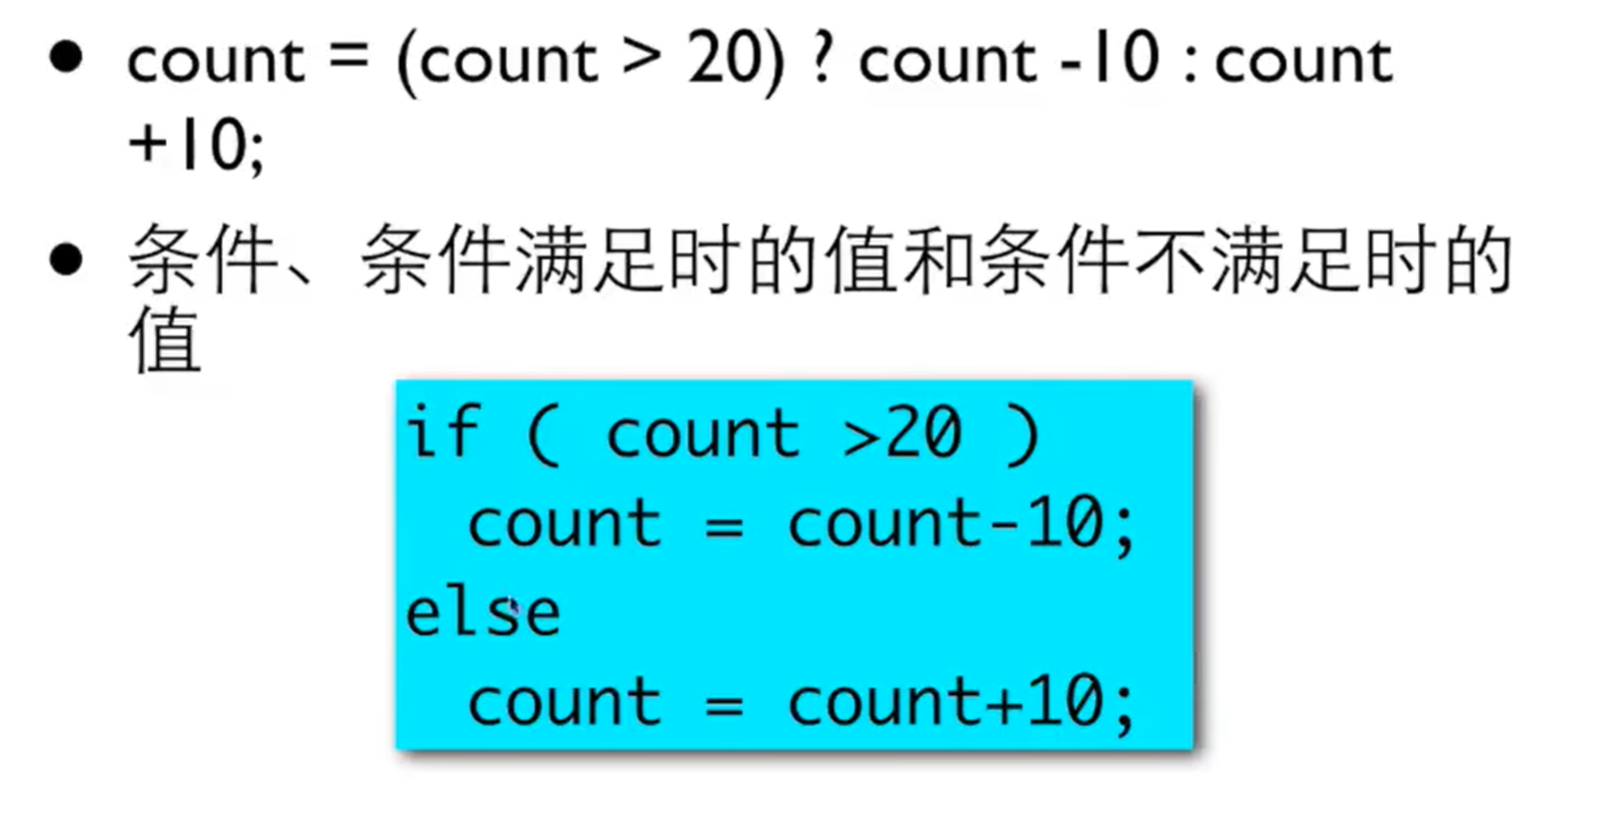 count = (count > 20) ? count -10 : count
+10;
条件、条件满足时的值和条件不满足时的
值
if ( count >20 )
count = count-10;
else
count = count+10;